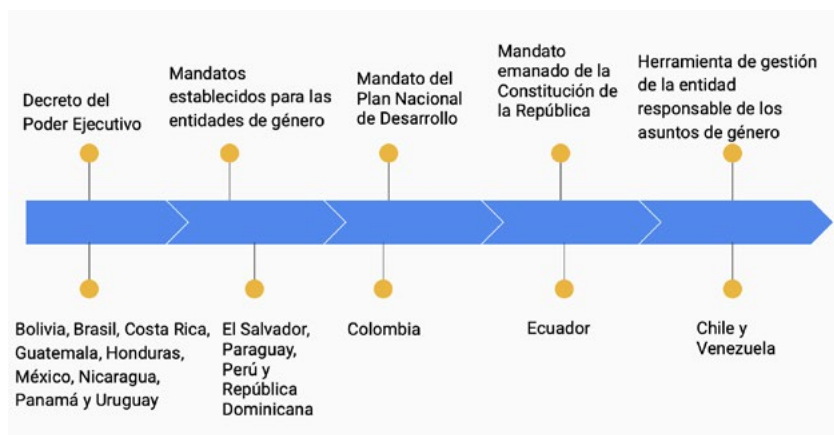 Decreto del
Poder Ejecutivo
Mandatos
establecidos para las
entidades de género
Mandato del
Plan Nacional
de Desarrollo
Mandato
emanado de la
Constitución de
la República
Herramienta de gestión
de la entidad
responsable de los
asuntos de género
Bolivia, Brasil, Costa Rica,
Guatemala, Honduras,
México, Nicaragua,
Panamá y Uruguay
El Salvador,
Paraguay,
Perú y
República
Dominicana
Colombia
Ecuador
Chile y
Venezuela